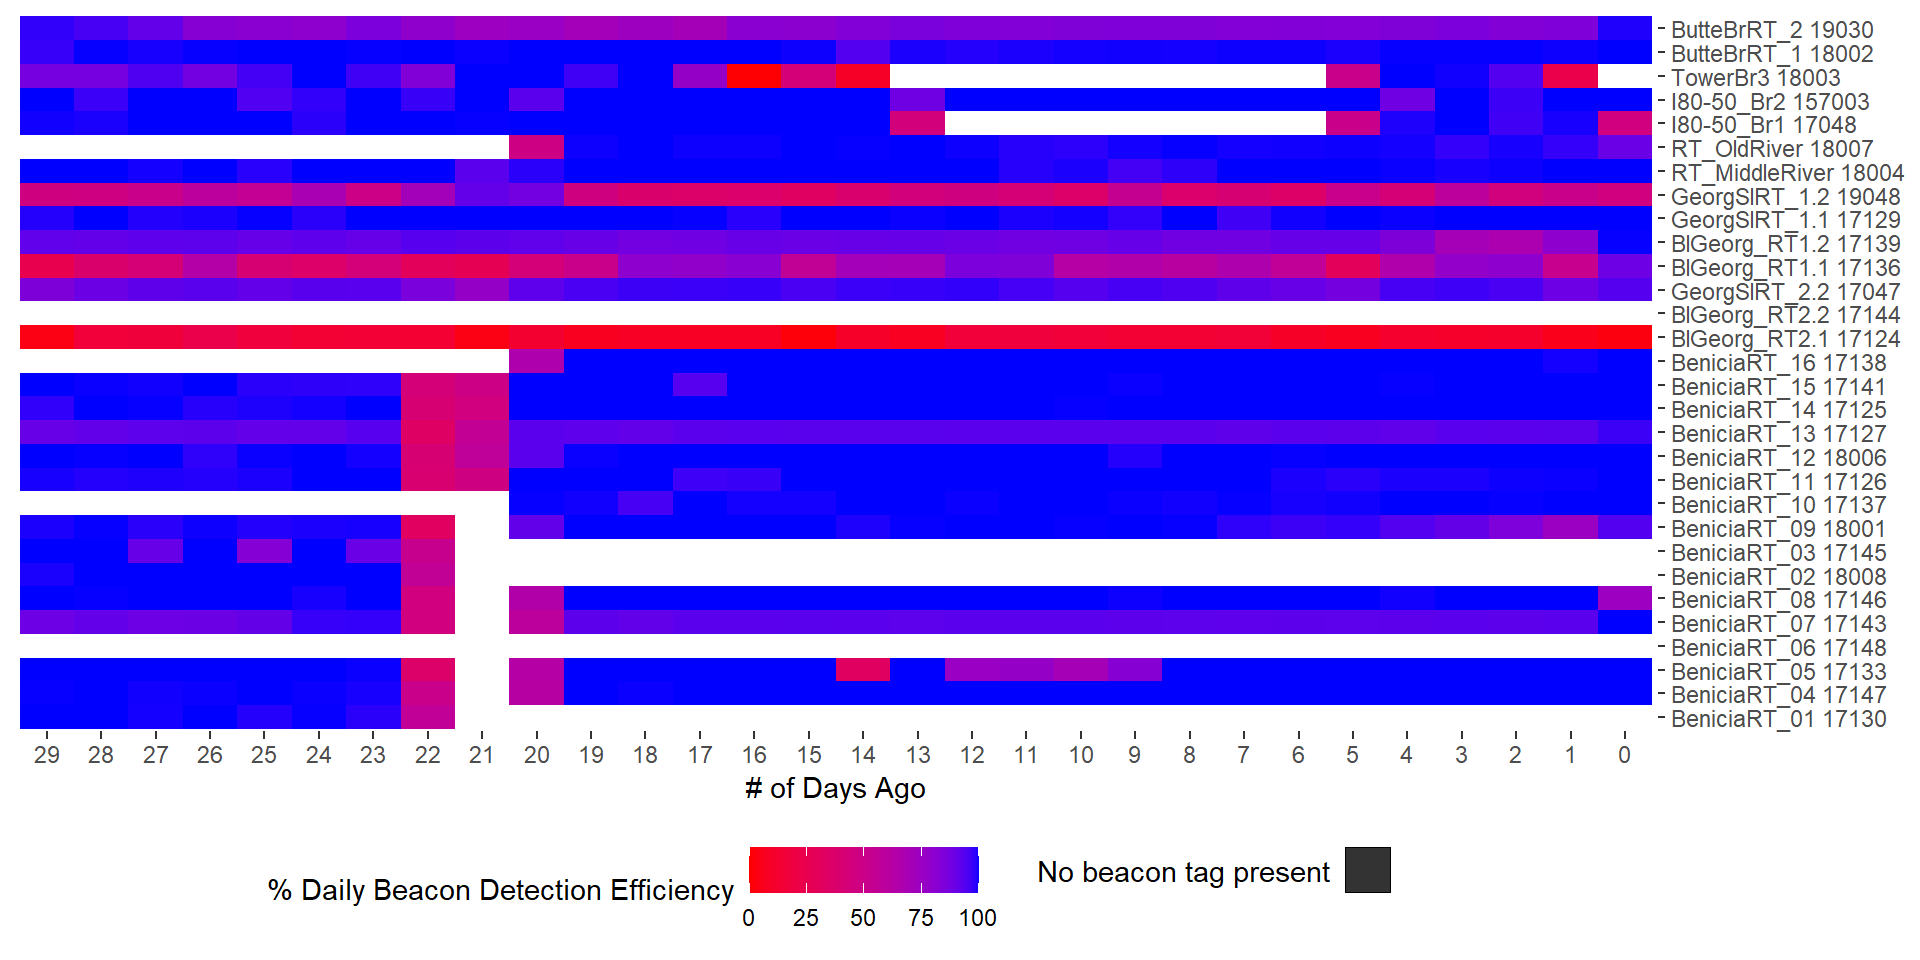 ButteBrRT_2 19030
ButteBrRT_1 18002
TowerBr3 18003
I80-50_Br2 157003
I80-50_Br1 17048
RT_OldRiver 18007
RT_MiddleRiver 18004
GeorgSlRT_1.2 19048
GeorgSlRT_1.1 17129
BlGeorg_RT1.2 17139
BlGeorg_RT1.1 17136
GeorgSlRT_2.2 17047
BlGeorg_RT2.2 17144
BlGeorg_RT2.1 17124
BeniciaRT_16 17138
BeniciaRT_15 17141
BeniciaRT_14 17125
BeniciaRT_13 17127
BeniciaRT_12 18006
BeniciaRT_11 17126
BeniciaRT_10 17137
BeniciaRT_09 18001
BeniciaRT_03 17145
BeniciaRT_02 18008
BeniciaRT_08 17146
BeniciaRT_07 17143
BeniciaRT_06 17148
BeniciaRT_05 17133
BeniciaRT_04 17147
BeniciaRT_01 17130
29 28 27 26 25 24 23 22 21 20 19 18 17 16 15 14 13 12 11 10 9 8 7 6 5 4 3 2 1 0
# of Days Ago
% Daily Beacon Detection Efficiency
0 25 50 75 100
No beacon tag present